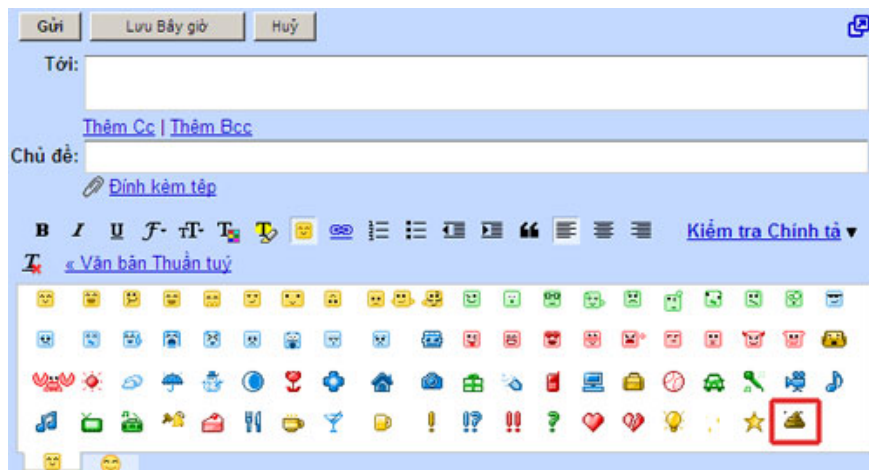 Gửi Lưu Bây giờ Huỷ
Tới:
Thêm Cc | Thêm Bcc
Chủ đề:
Đính kèm tệp
B I U F T T T Kiểm tra Chính tả ▼
T « Văn bản Thuần tuý